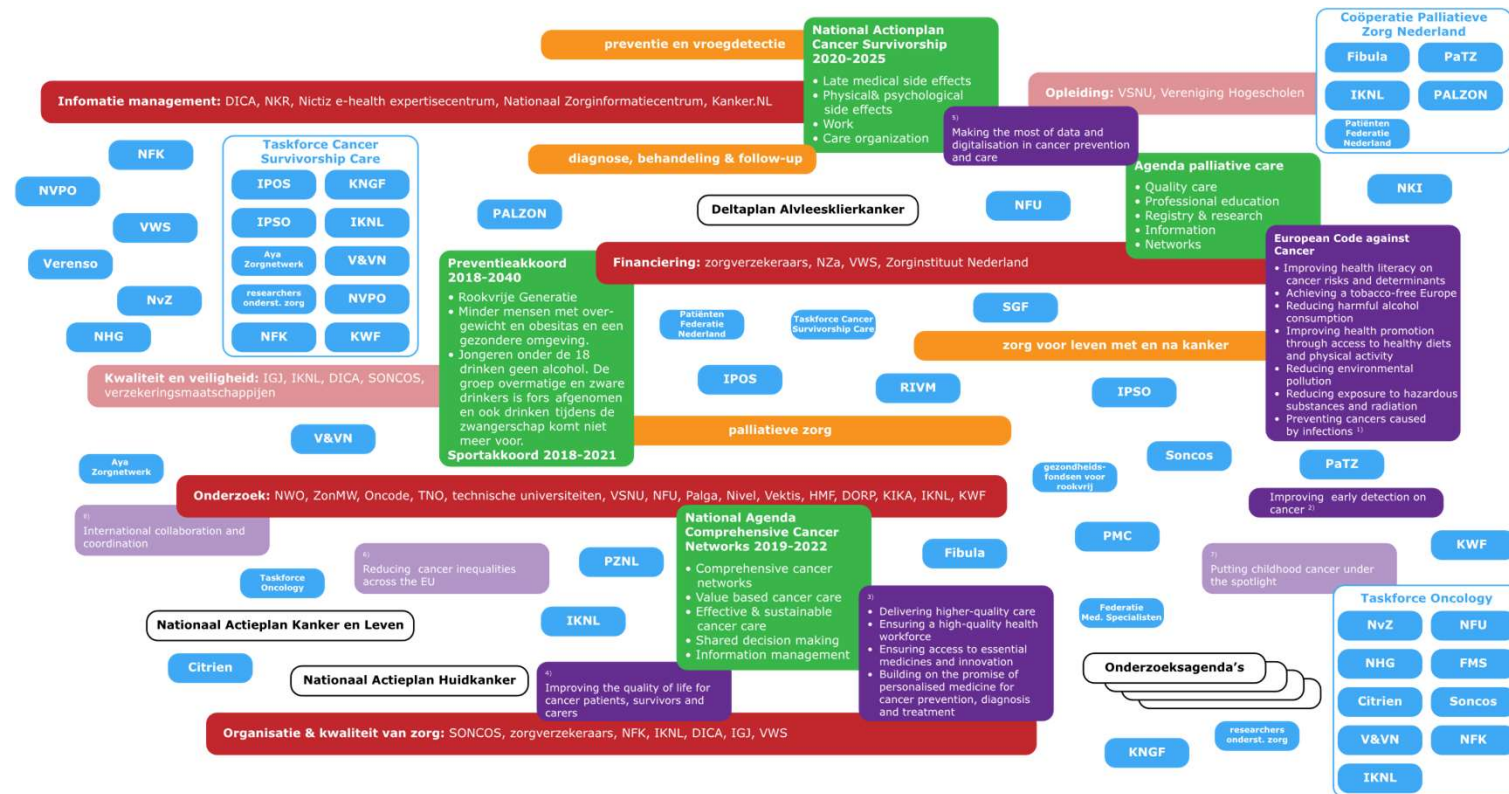 preventie en vroegdetectie
National Actionplan
Cancer Survivorship
2020-2025
• Late medical side effects
• Physical& psychological
side effects
• Work
• Care organization
Coöperatie Palliatieve
Zorg Nederland
Fibula
PaTZ
IKNL
PALZON
Patiënten
Federatie
Nederland
Infomatie management: DICA, NKR, Nictiz e-health expertisecentrum, Nationaal Zorginformatiecentrum, Kanker.NL
Opleiding: VSNU, Vereniging Hogescholen
5)
Making the most of data and
digitalisation in cancer prevention
and care
NFK
NVPO
VWS
Verenso
NvZ
NHG
Taskforce Cancer
Survivorship Care
IPOS
KNGF
IPSO
IKNL
Aya
Zorgnetwerk
V&VN
researchers
onderst. zorg
NVPO
NFK
KWF
diagnose, behandeling & follow-up
PALZON
Deltaplan Alvleesklierkanker
NFU
Agenda palliative care
• Quality care
• Professional education
• Registry & research
• Information
• Networks
NKI
European Code against
Cancer
• Improving health literacy on
cancer risks and determinants
• Achieving a tobacco-free Europe
• Reducing harmful alcohol
consumption
• Improving health promotion
through access to healthy diets
and physical activity
• Reducing environmental
pollution
• Reducing exposure to hazardous
substances and radiation
• Preventing cancers caused
by infections 1)
Preventieakkoord
2018-2040
• Rookvrije Generatie
• Minder mensen met over-
gewicht en obesitas en een
gezondere omgeving.
• Jongeren onder de 18
drinken geen alcohol. De
groep overmatige en zware
drinkers is fors afgenomen
en ook drinken tijdens de
zwangerschap komt niet
meer voor.
Sportakkoord 2018-2021
Financiering: zorgverzekeraars, NZa, VWS, Zorginstituut Nederland
Patiënten
Federatie
Nederland
Taskforce Cancer
Survivorship Care
SGF
zorg voor leven met en na kanker
Kwaliteit en veiligheid: IGJ, IKNL, DICA, SONCOS,
verzekeringsmaatschappijen
IPOS
RIVM
IPSO
V&VN
palliatieve zorg
Aya
Zorgnetwerk
gezondheids-
fondsen voor
rookvrij
Soncos
PaTZ
Onderzoek: NWO, ZonMW, Oncode, TNO, technische universiteiten, VSNU, NFU, Palga, Nivel, Vektis, HMF, DORP, KIKA, IKNL, KWF
Improving early detection on
cancer 2)
6)
International collaboration and
coordination
6)
Reducing cancer inequalities
across the EU
National Agenda
Comprehensive Cancer
Networks 2019-2022
• Comprehensive cancer
networks
• Value based cancer care
• Effective & sustainable
cancer care
• Shared decision making
• Information management
PZNL
Fibula
PMC
7)
Putting childhood cancer under
the spotlight
KWF
Taskforce
Oncology
3)
• Delivering higher-quality care
• Ensuring a high-quality health
workforce
• Ensuring access to essential
medicines and innovation
• Building on the promise of
personalised medicine for
cancer prevention, diagnosis
and treatment
Federatie
Med. Specialisten
Taskforce Oncology
NvZ
NFU
NHG
FMS
Citrien
Soncos
V&VN
NFK
IKNL
Nationaal Actieplan Kanker en Leven
IKNL
Citrien
Nationaal Actieplan Huidkanker
4)
Improving the quality of life for
cancer patients, survivors and
carers
Onderzoeksagenda’s
Organisatie & kwaliteit van zorg: SONCOS, zorgverzekeraars, NFK, IKNL, DICA, IGJ, VWS
researchers
onderst. zorg
KNGF